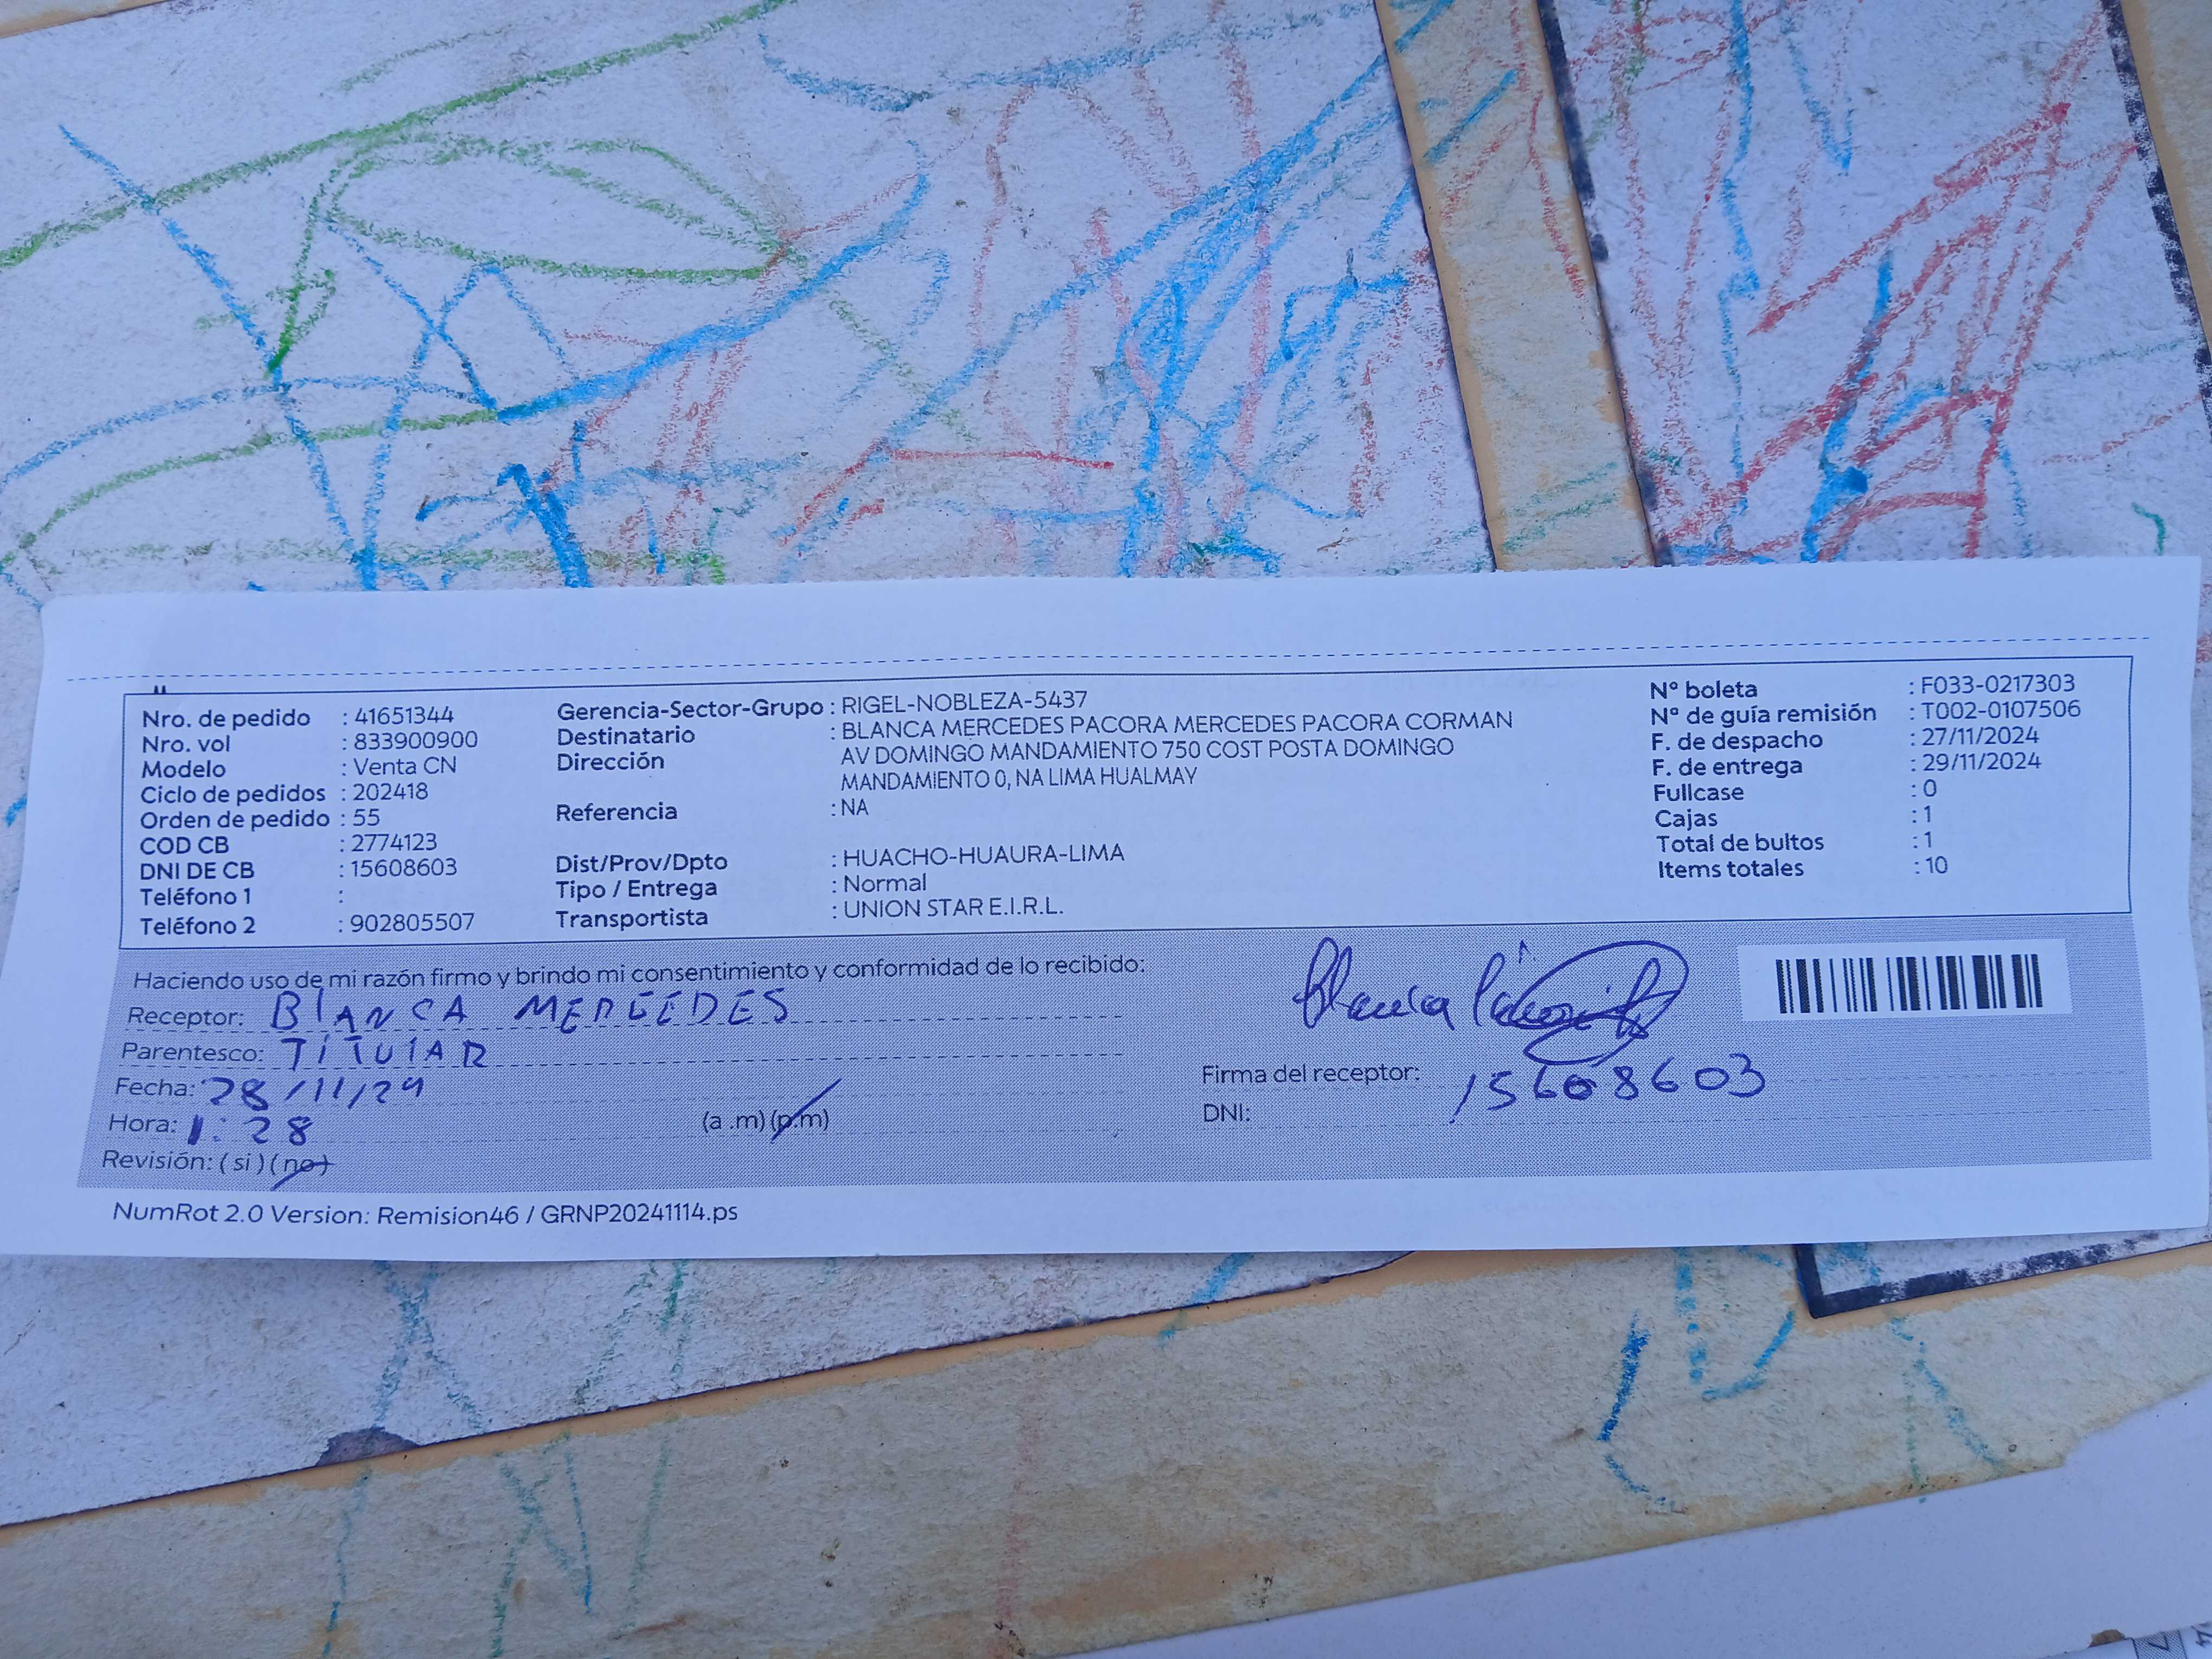 Nro. de pedido : 41651344
Nro. vol : 833900900
Modelo : Venta CN
Ciclo de pedidos : 202418
Orden de pedido : 55
COD CB : 2774123
DNI DE CB : 15608603
Teléfono 1 :
Teléfono 2 : 902805507
Gerencia-Sector-Grupo : RIGEL-NOBLEZA-5437
Destinatario : BLANCA MERCEDES PACORA MERCEDES PACORA CORMAN
Dirección AV DOMINGO MANDAMIENTO 750 COST POSTA DOMINGO
MANDAMIENTO 0, NA LIMA HUALMAY
Referencia : NA
Dist/Prov/Dpto : HUACHO-HUAURA-LIMA
Tipo / Entrega : Normal
Transportista : UNION STAR E.I.R.L.
Nº boleta : F033-0217303
Nº de guía remisión : T002-0107506
F. de despacho : 27/11/2024
F. de entrega : 29/11/2024
Fullcase : 0
Cajas : 1
Total de bultos : 1
Items totales : 10
Haciendo uso de mi razón firmo y brindo mi consentimiento y conformidad de lo recibido:
Receptor: BlANCA MERCEDES
Parentesco: TITULAR
Fecha: 28/11/24
Hora: 1:28 (a .m) (p.m)
Revisión: ( si ) ( no )
Blanca
Firma del receptor:
DNI: 15608603
NumRot 2.0 Version: Remision46 / GRNP20241114.ps